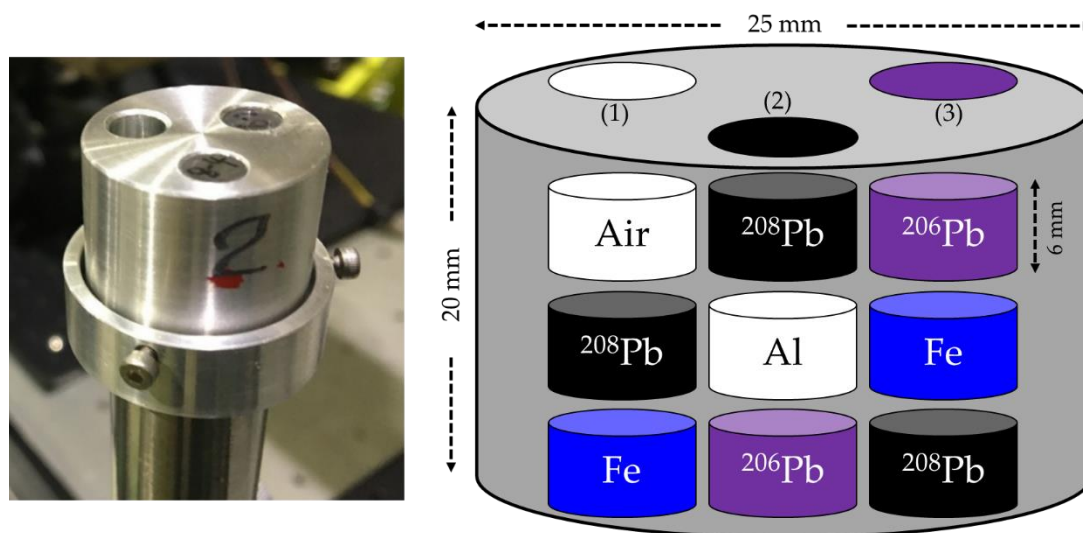 2.
25 mm
(1)
(2)
(3)
20 mm
6 mm
Air
²⁰⁸Pb
²⁰⁶Pb
²⁰⁸Pb
Al
Fe
Fe
²⁰⁶Pb
²⁰⁸Pb